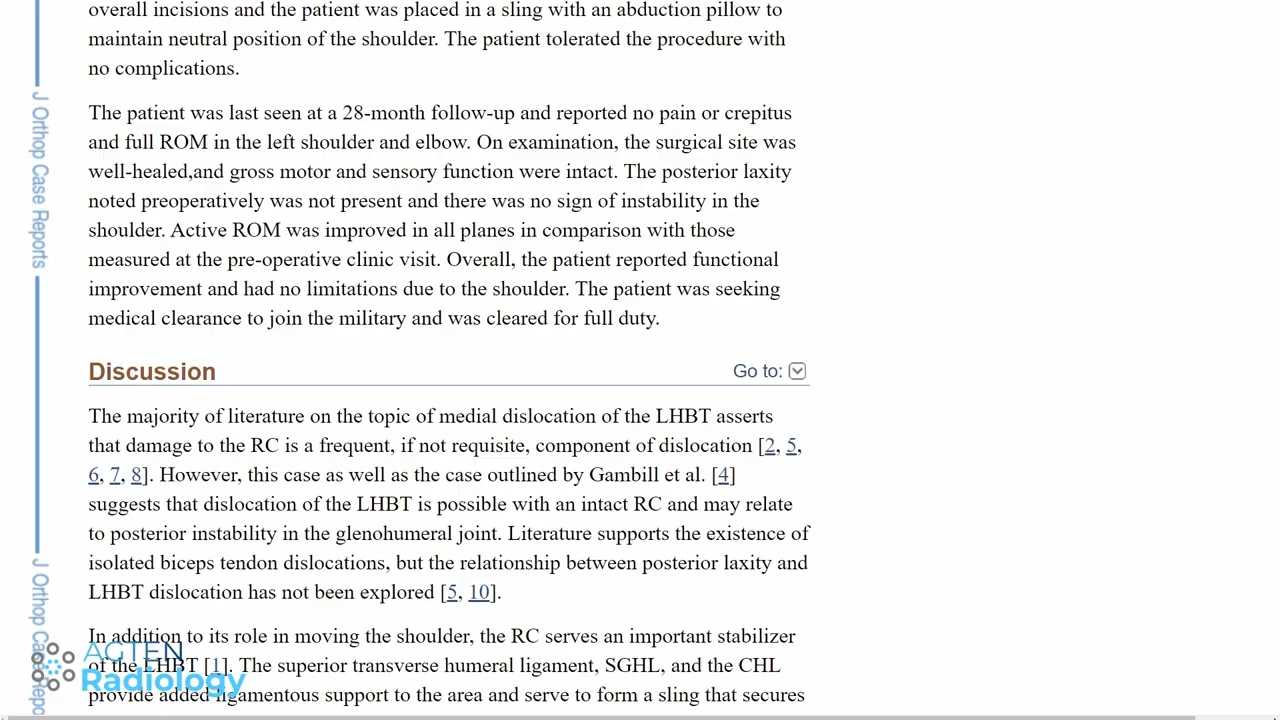 overall incisions and the patient was placed in a sling with an abduction pillow to
maintain neutral position of the shoulder. The patient tolerated the procedure with
no complications.
The patient was last seen at a 28-month follow-up and reported no pain or crepitus
and full ROM in the left shoulder and elbow. On examination, the surgical site was
well-healed,and gross motor and sensory function were intact. The posterior laxity
noted preoperatively was not present and there was no sign of instability in the
shoulder. Active ROM was improved in all planes in comparison with those
measured at the pre-operative clinic visit. Overall, the patient reported functional
improvement and had no limitations due to the shoulder. The patient was seeking
medical clearance to join the military and was cleared for full duty.
Discussion
Go to:
The majority of literature on the topic of medial dislocation of the LHBT asserts
that damage to the RC is a frequent, if not requisite, component of dislocation [2, 5,
6, 7, 8]. However, this case as well as the case outlined by Gambill et al. [4]
suggests that dislocation of the LHBT is possible with an intact RC and may relate
to posterior instability in the glenohumeral joint. Literature supports the existence of
isolated biceps tendon dislocations, but the relationship between posterior laxity and
LHBT dislocation has not been explored [5, 10].
In addition to its role in moving the shoulder, the RC serves an important stabilizer
of the LHBT [1]. The superior transverse humeral ligament, SGHL, and the CHL
provide added ligamentous support to the area and serve to form a sling that secures
J Orthop Case Reports
J Orthop Case Repo
AGTEN
Radiology